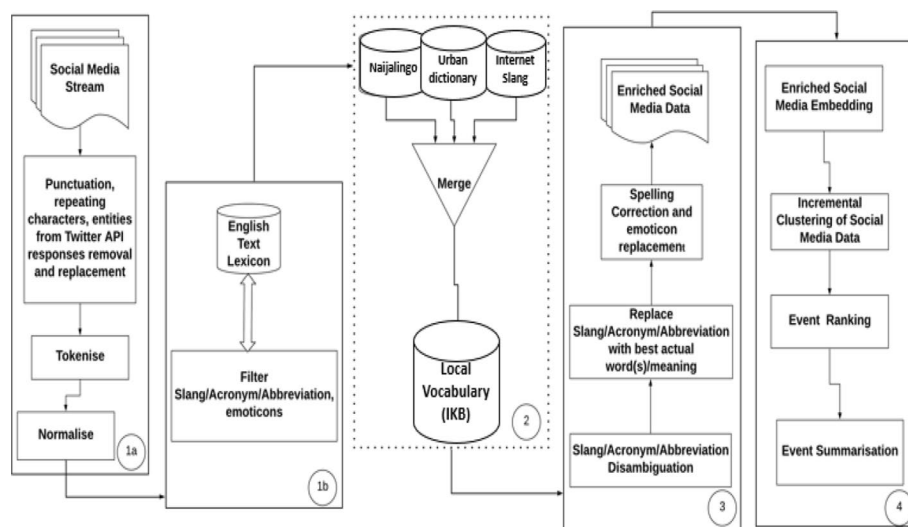 Social Media
Stream
Punctuation,
repeating
characters, entities
from Twitter API
responses removal
and replacement
Tokenise
Normalise
1a
English
Text
Lexicon
Filter
Slang/Acronym/Abbreviation,
emoticons
1b
Naijalingo
Urban
dictionary
Internet
Slang
Merge
Local
Vocabulary
(IKB)
2
Enriched Social
Media Data
Spelling
Correction and
emoticon
replacement
Replace
Slang/Acronym/Abbreviation
with best actual
word(s)/meaning
Slang/Acronym/Abbreviation
Disambiguation
3
Enriched Social
Media Embedding
Incremental
Clustering of Social
Media Data
Event Ranking
Event Summarisation
4